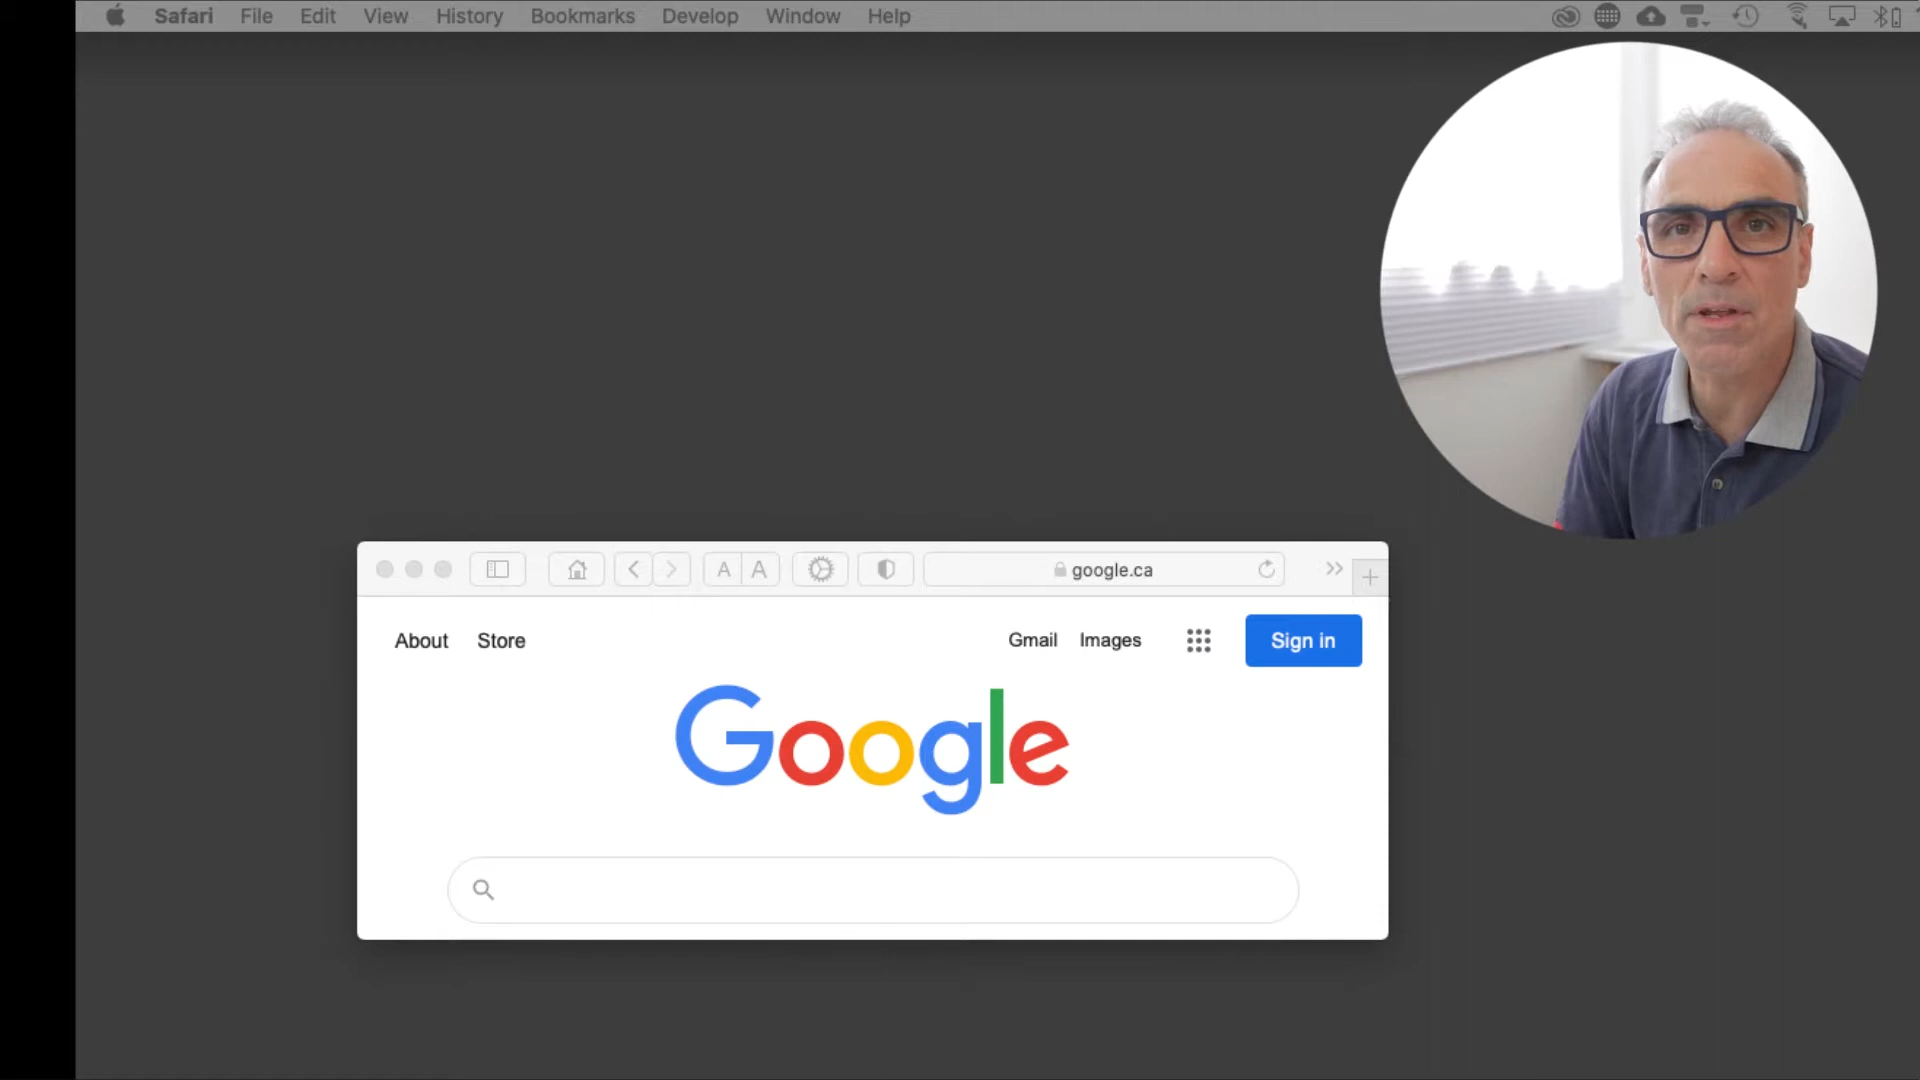 Safari File Edit View History Bookmarks Develop Window Help
A A google.ca
About Store Gmail Images Sign in
Google